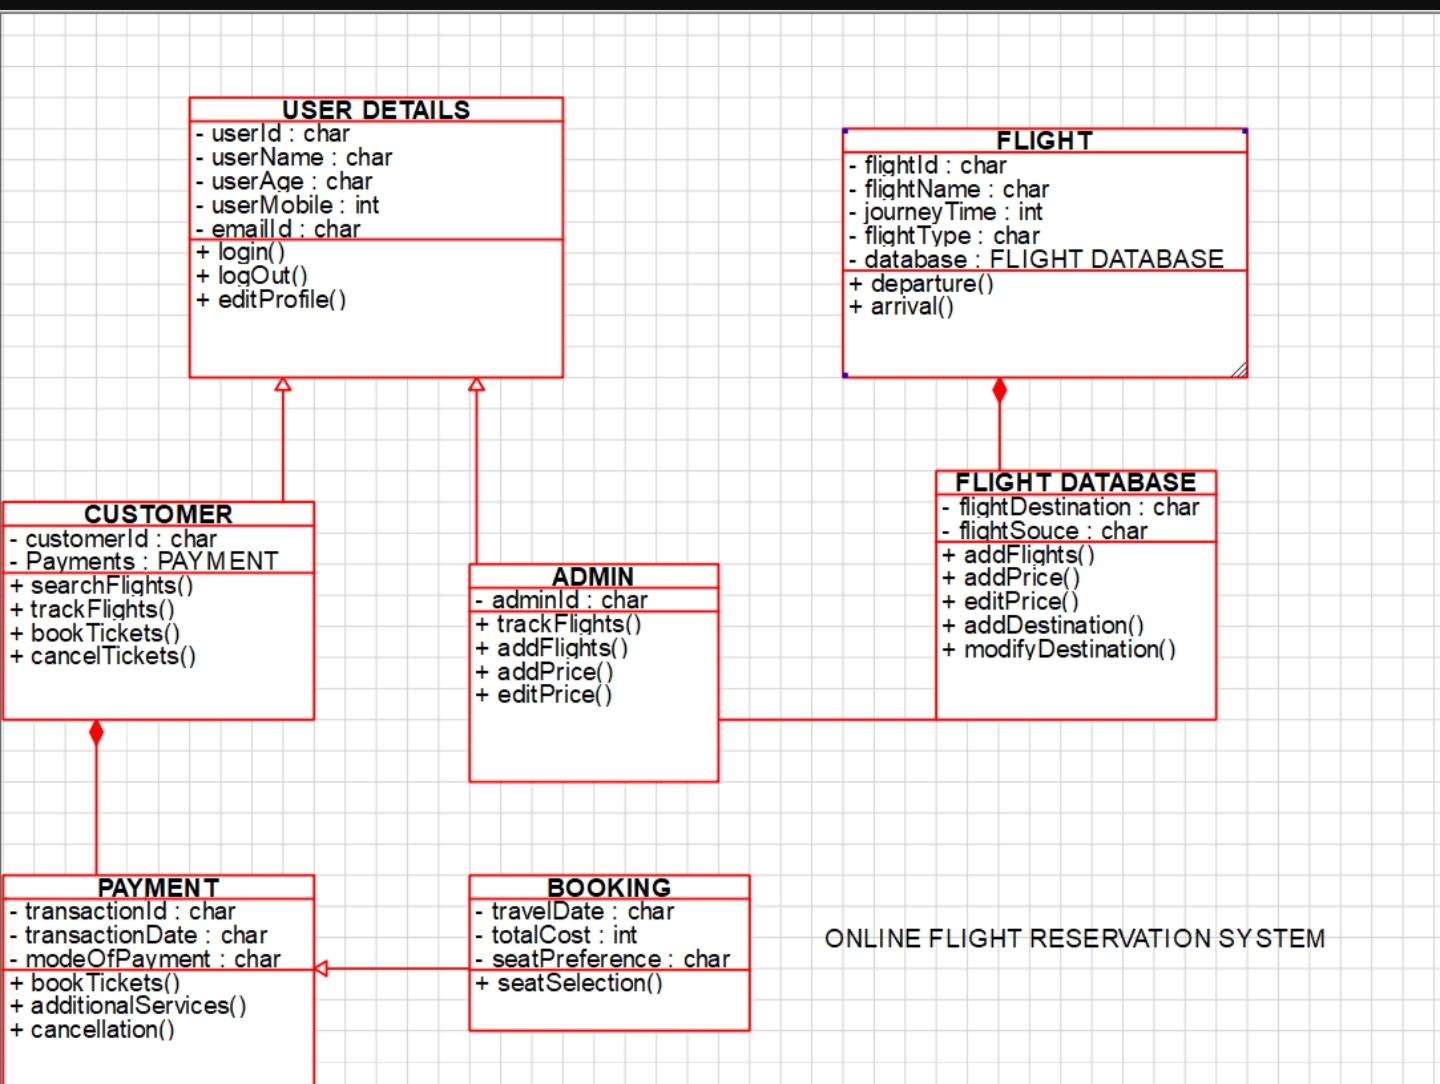 USER DETAILS
- userId : char
- userName : char
- userAge : char
- userMobile : int
- emailId : char
+ login()
+ logOut()
+ editProfile()
FLIGHT
- flightId : char
- flightName : char
- journeyTime : int
- flightType : char
- database : FLIGHT DATABASE
+ departure()
+ arrival()
CUSTOMER
- customerId : char
- Payments : PAYMENT
+ searchFlights()
+ trackFlights()
+ bookTickets()
+ cancelTickets()
ADMIN
- adminId : char
+ trackFlights()
+ addFlights()
+ addPrice()
+ editPrice()
FLIGHT DATABASE
- flightDestination : char
- flightSouce : char
+ addFlights()
+ addPrice()
+ editPrice()
+ addDestination()
+ modifyDestination()
PAYMENT
- transactionId : char
- transactionDate : char
- modeOfPayment : char
+ bookTickets()
+ additionalServices()
+ cancellation()
BOOKING
- travelDate : char
- totalCost : int
- seatPreference : char
+ seatSelection()
ONLINE FLIGHT RESERVATION SYSTEM